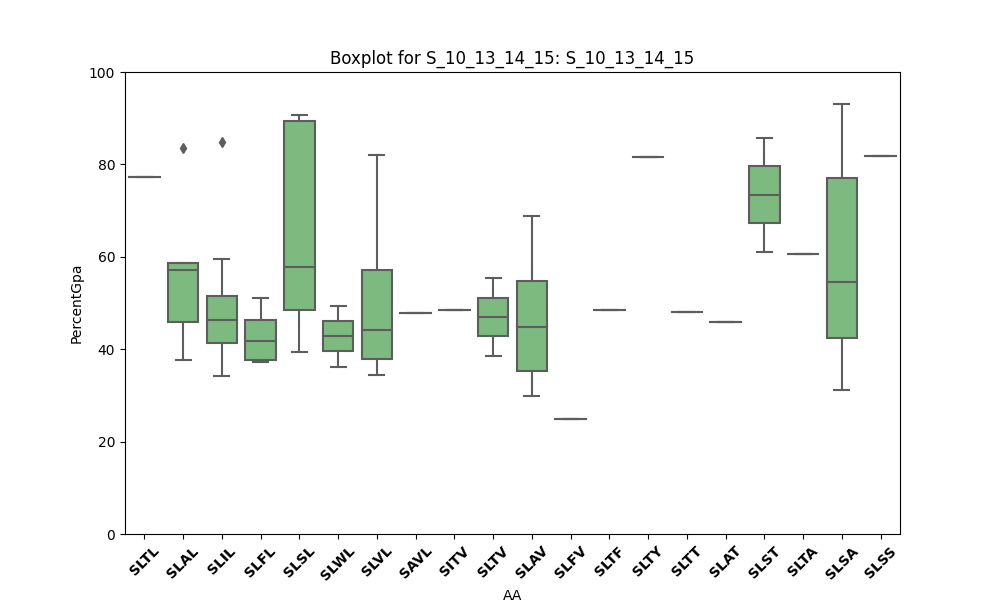 Boxplot for S_10_13_14_15: S_10_13_14_15
100
80
60
40
20
0
PercentGpa
SLTL SLAL SLIL SLFL SLSL SLWL SLVL SAVL SITV SLTV SLAV SLFV SLTF SLTY SLTT SLAT SLST SLTA SLSA SLSS
AA